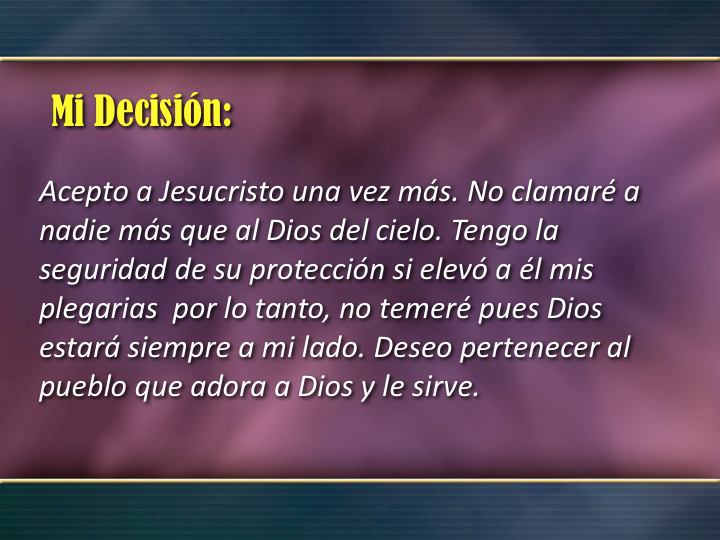 Mi Decisión:
Acepto a Jesucristo una vez más. No clamaré a
nadie más que al Dios del cielo. Tengo la
seguridad de su protección si elevó a él mis
plegarias  por lo tanto, no temeré pues Dios
estará siempre a mi lado. Deseo pertenecer al
pueblo que adora a Dios y le sirve.